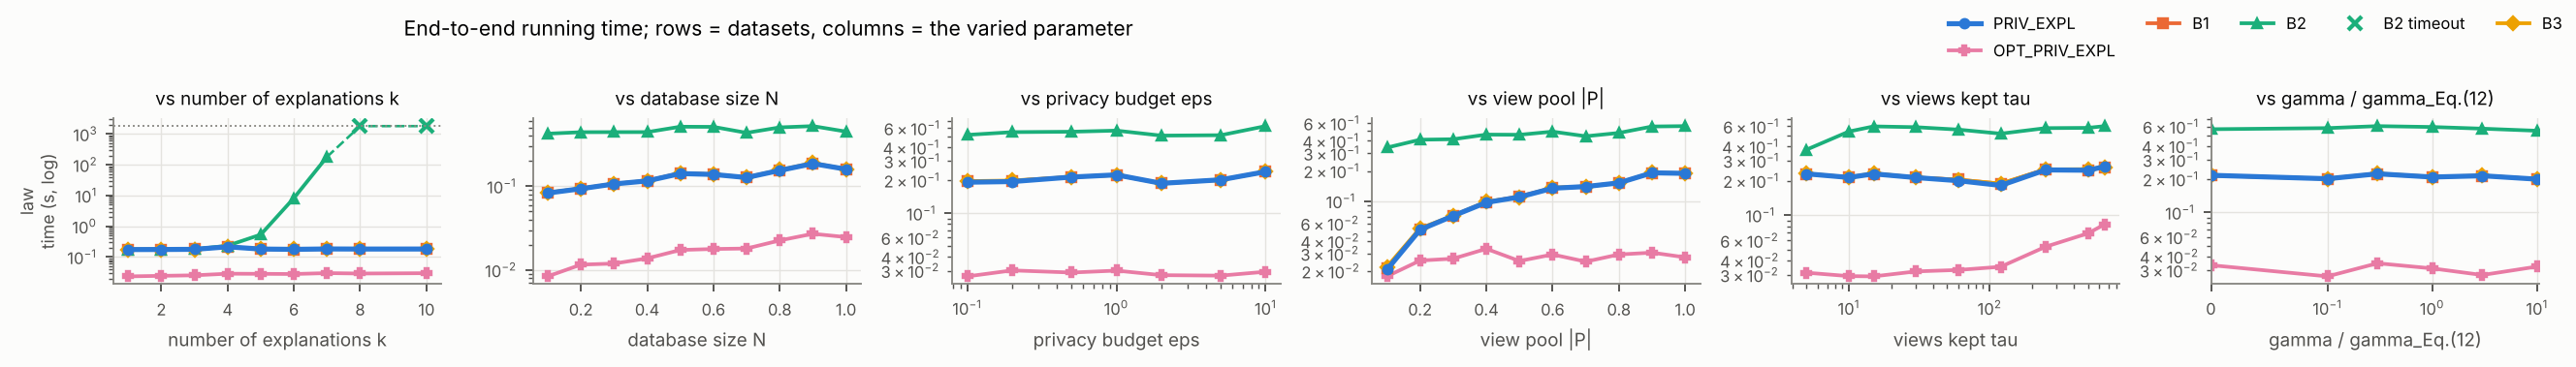 End-to-end running time; rows = datasets, columns = the varied parameter
PRIV_EXPL
B1
B2
B2 timeout
B3
OPT_PRIV_EXPL
vs number of explanations k
law
time (s, log)
10³
10²
10¹
10⁰
10⁻¹
2
4
6
8
10
number of explanations k
vs database size N
10⁻¹
10⁻²
0.2
0.4
0.6
0.8
1.0
database size N
vs privacy budget eps
6 × 10⁻¹
4 × 10⁻¹
3 × 10⁻¹
2 × 10⁻¹
10⁻¹
6 × 10⁻²
4 × 10⁻²
3 × 10⁻²
10⁻¹
10⁰
10¹
privacy budget eps
vs view pool |P|
6 × 10⁻¹
4 × 10⁻¹
3 × 10⁻¹
2 × 10⁻¹
10⁻¹
6 × 10⁻²
4 × 10⁻²
3 × 10⁻²
2 × 10⁻²
0.2
0.4
0.6
0.8
1.0
view pool |P|
vs views kept tau
6 × 10⁻¹
4 × 10⁻¹
3 × 10⁻¹
2 × 10⁻¹
10⁻¹
6 × 10⁻²
4 × 10⁻²
3 × 10⁻²
10¹
10²
views kept tau
vs gamma / gamma_Eq.(12)
6 × 10⁻¹
4 × 10⁻¹
3 × 10⁻¹
2 × 10⁻¹
10⁻¹
6 × 10⁻²
4 × 10⁻²
3 × 10⁻²
0
10⁻¹
10⁰
10¹
gamma / gamma_Eq.(12)